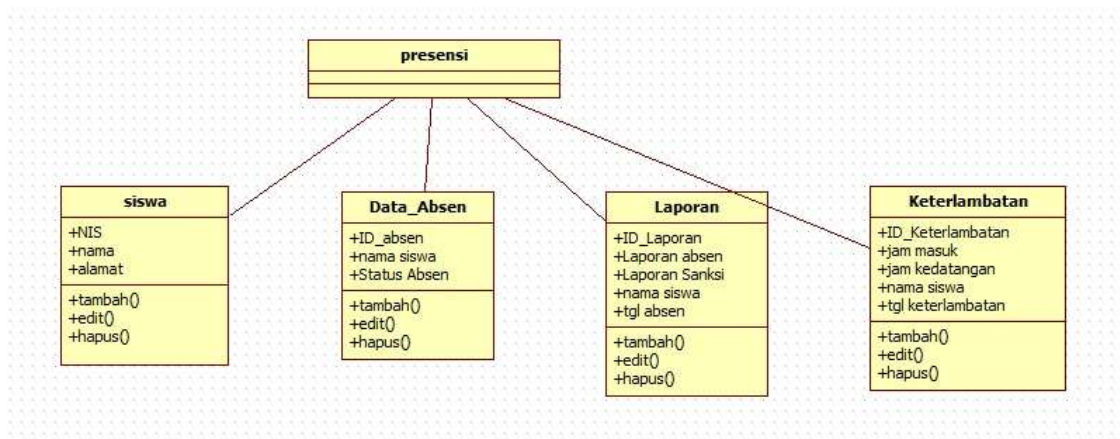 presensi
siswa
+NIS
+nama
+alamat
+tambah()
+edit()
+hapus()
Data_Absen
+ID_absen
+nama siswa
+Status Absen
+tambah()
+edit()
+hapus()
Laporan
+ID_Laporan
+Laporan absen
+Laporan Sanksi
+nama siswa
+tgl absen
+tambah()
+edit()
+hapus()
Keterlambatan
+ID_Keterlambatan
+jam masuk
+jam kedatangan
+nama siswa
+tgl keterlambatan
+tambah()
+edit()
+hapus()